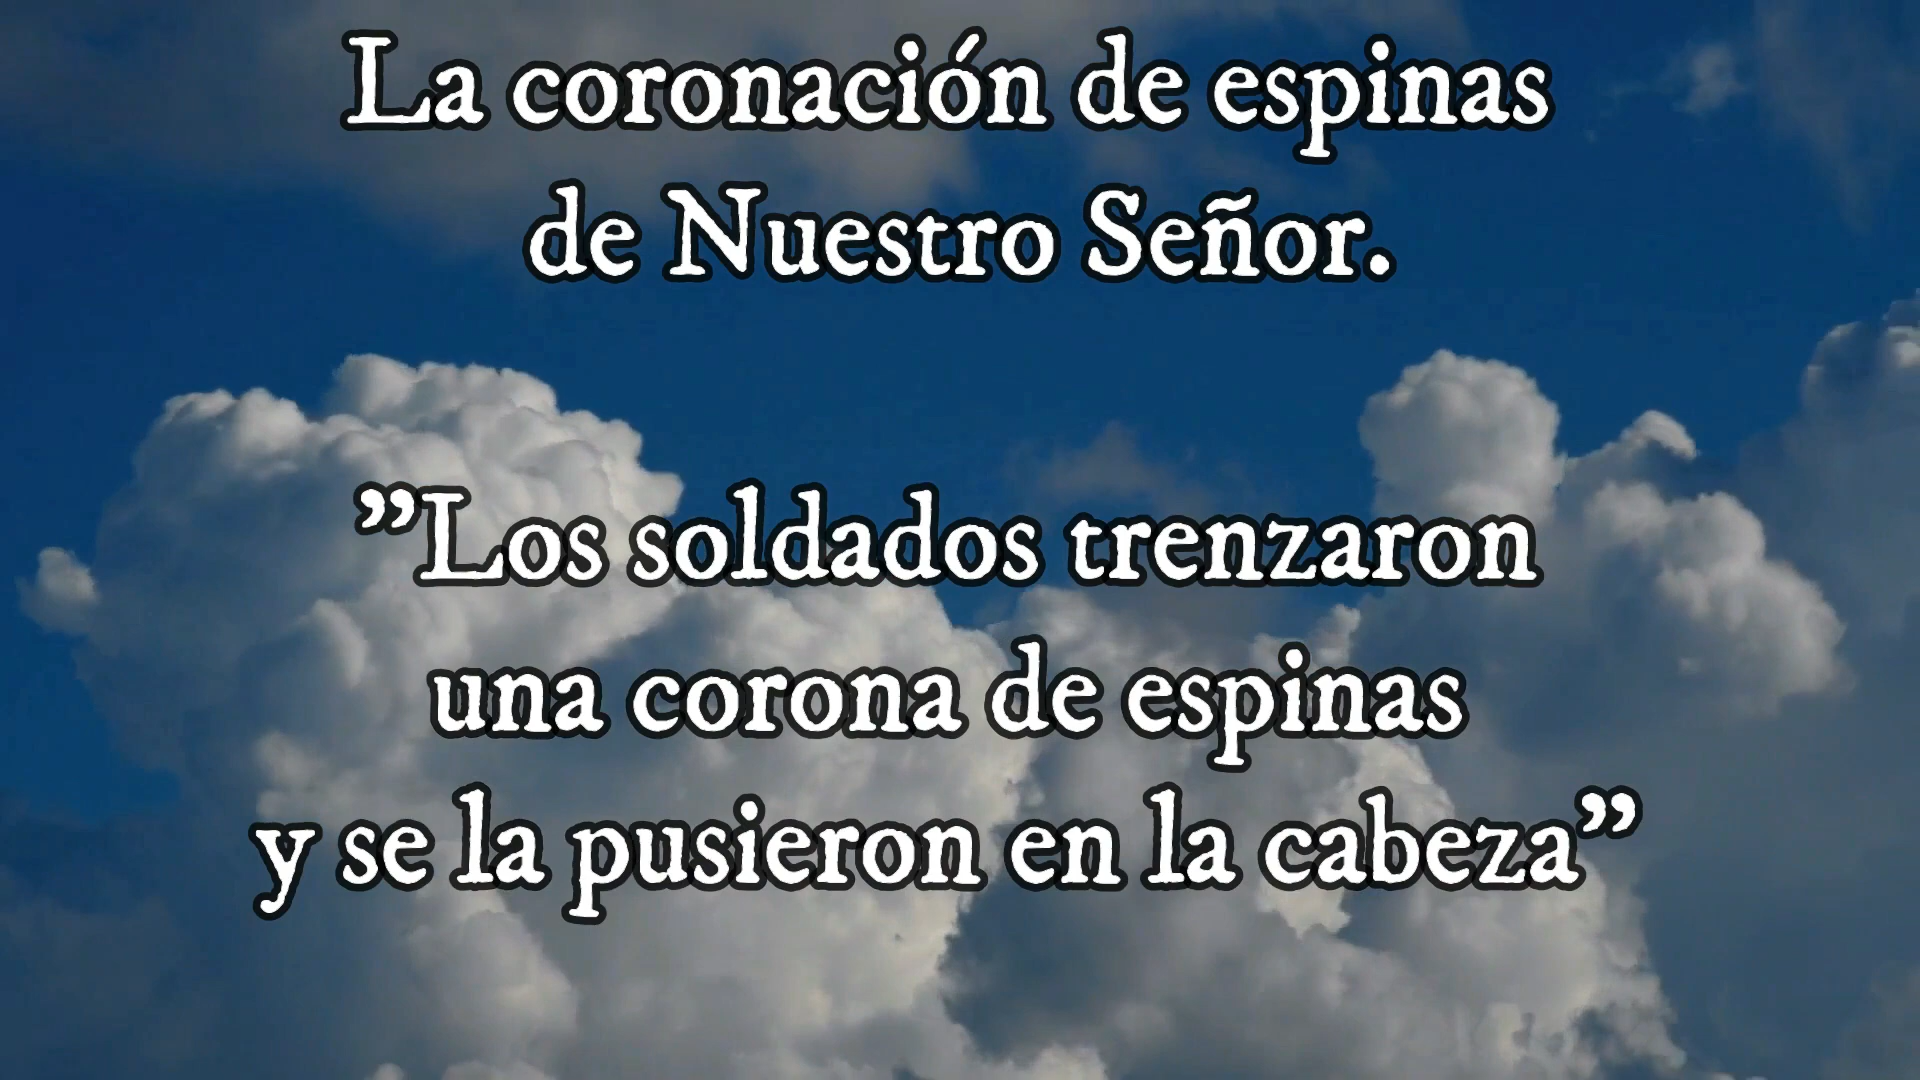 La coronación de espinas
de Nuestro Señor.
”Los soldados trenzaron
una corona de espinas
y se la pusieron en la cabeza”